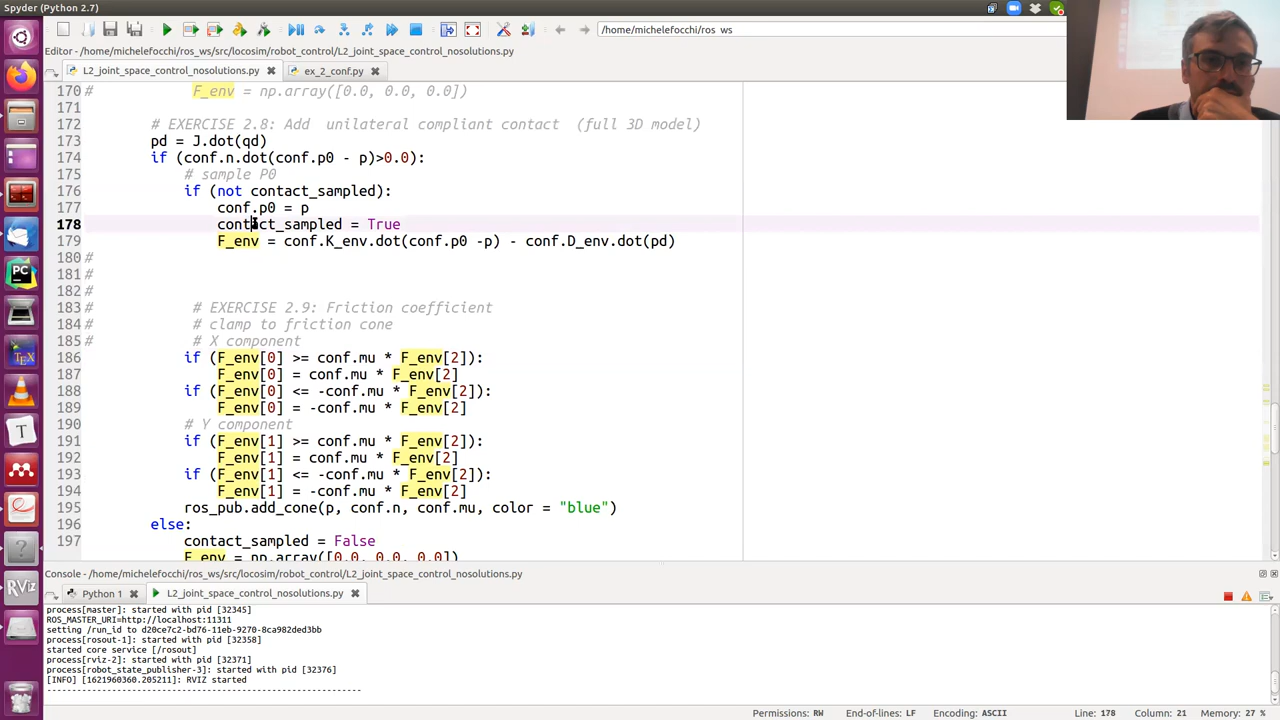 Spyder (Python 2.7)
/home/michelefocchi/ros_ws
Editor - /home/michelefocchi/ros_ws/src/locosim/robot_control/L2_joint_space_control_nosolutions.py
L2_joint_space_control_nosolutions.py
ex_2_conf.py
170 # F_env = np.array([0.0, 0.0, 0.0])
171
172 # EXERCISE 2.8: Add  unilateral compliant contact  (full 3D model)
173 pd = J.dot(qd)
174 if (conf.n.dot(conf.p0 - p)>0.0):
175 # sample P0
176 if (not contact_sampled):
177 conf.p0 = p
178 contact_sampled = True
179 F_env = conf.K_env.dot(conf.p0 -p) - conf.D_env.dot(pd)
180 #
181 #
182 #
183 # # EXERCISE 2.9: Friction coefficient
184 # # clamp to friction cone
185 # # X component
186 if (F_env[0] >= conf.mu * F_env[2]):
187 F_env[0] = conf.mu * F_env[2]
188 if (F_env[0] <= -conf.mu * F_env[2]):
189 F_env[0] = -conf.mu * F_env[2]
190 # Y component
191 if (F_env[1] >= conf.mu * F_env[2]):
192 F_env[1] = conf.mu * F_env[2]
193 if (F_env[1] <= -conf.mu * F_env[2]):
194 F_env[1] = -conf.mu * F_env[2]
195 ros_pub.add_cone(p, conf.n, conf.mu, color = "blue")
196 else:
197 contact_sampled = False
F_env = np.array([0.0, 0.0, 0.0])
Console - /home/michelefocchi/ros_ws/src/locosim/robot_control/L2_joint_space_control_nosolutions.py
Python 1
L2_joint_space_control_nosolutions.py
process[master]: started with pid [32345]
ROS_MASTER_URI=http://localhost:11311
setting /run_id to d20ce7c2-bd76-11eb-9270-8ca982ded3bb
process[rosout-1]: started with pid [32358]
started core service [/rosout]
process[rviz-2]: started with pid [32371]
process[robot_state_publisher-3]: started with pid [32376]
[INFO] [1621960360.205211]: RVIZ started
------------------------------------------------------------
Permissions: RW End-of-lines: LF Encoding: ASCII Line: 178 Column: 21 Memory: 27 %
PC
TEX
T
RViz